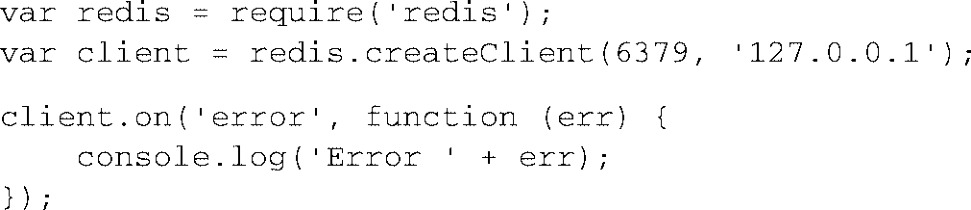 var redis = require('redis');
var client = redis.createClient(6379, '127.0.0.1');
client.on('error', function (err) {
    console.log('Error ' + err);
});